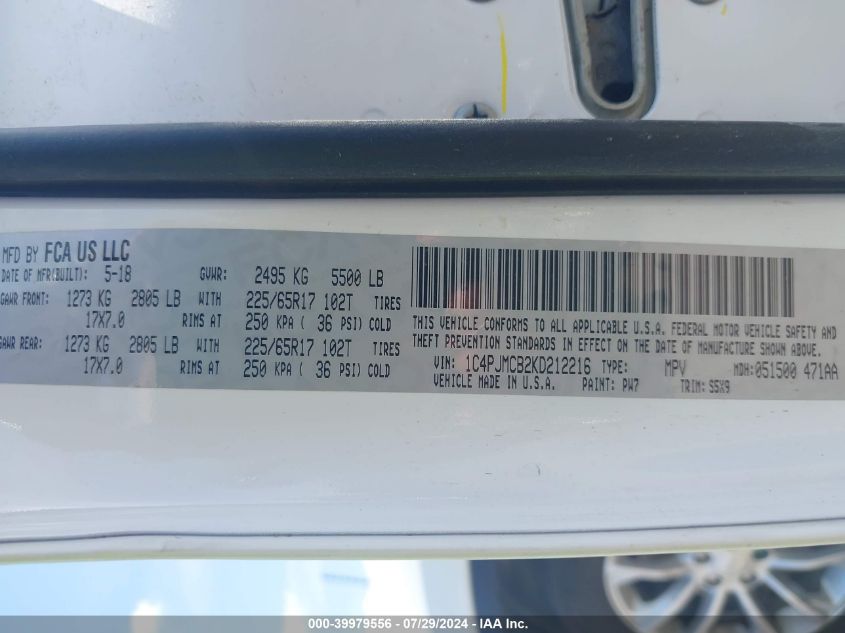 MFD BY FCA US LLC
DATE OF MFR(BUILT): 5-18 GVWR: 2495 KG 5500 LB
GAWR FRONT: 1273 KG 2805 LB WITH 225/65R17 102T TIRES
17X7.0 RIMS AT 250 KPA ( 36 PSI) COLD
GAWR REAR: 1273 KG 2805 LB WITH 225/65R17 102T TIRES
17X7.0 RIMS AT 250 KPA ( 36 PSI) COLD
THIS VEHICLE CONFORMS TO ALL APPLICABLE U.S.A. FEDERAL MOTOR VEHICLE SAFETY AND
THEFT PREVENTION STANDARDS IN EFFECT ON THE DATE OF MANUFACTURE SHOWN ABOVE.
VIN: 1C4PJMCB2KD212216 TYPE: MPV MDH:051500 471AA
VEHICLE MADE IN U.S.A. PAINT: PW7 TRIM: S5X9
000-39979556 - 07/29/2024 - IAA Inc.